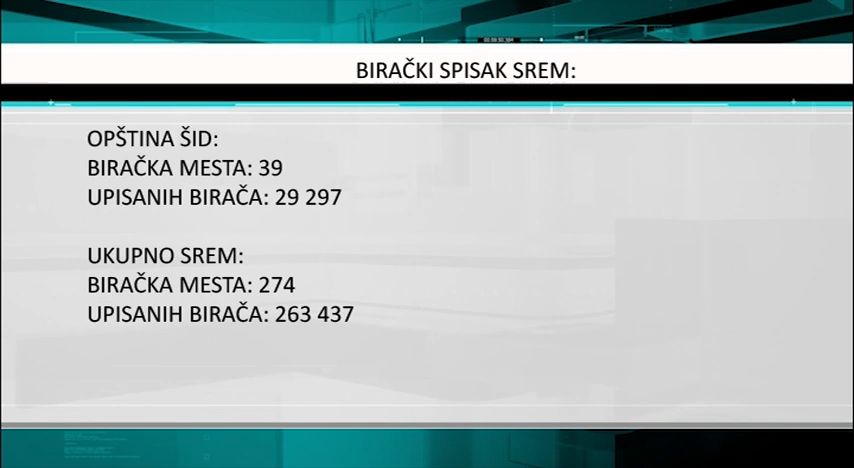 BIRAČKI SPISAK SREM:
OPŠTINA ŠID:
BIRAČKA MESTA: 39
UPISANIH BIRAČA: 29 297
UKUPNO SREM:
BIRAČKA MESTA: 274
UPISANIH BIRAČA: 263 437